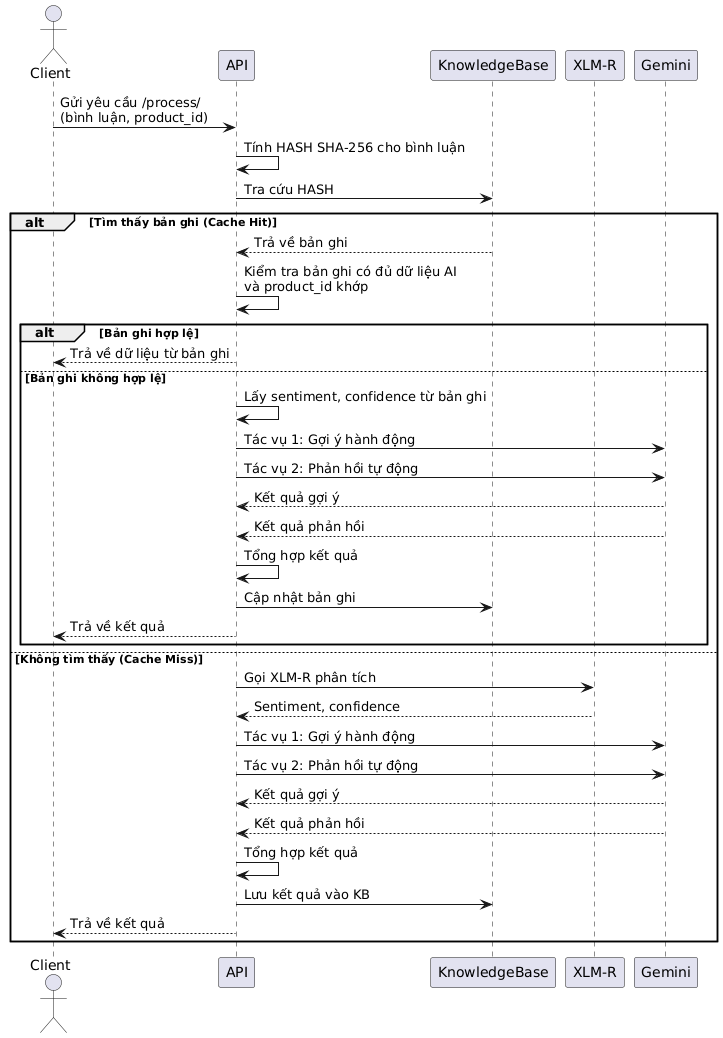 Client
API
KnowledgeBase
XLM-R
Gemini
Gửi yêu cầu /process/
(bình luận, product_id)
Tính HASH SHA-256 cho bình luận
Tra cứu HASH
alt
[Tìm thấy bản ghi (Cache Hit)]
Trả về bản ghi
Kiểm tra bản ghi có đủ dữ liệu AI
và product_id khớp
alt
[Bản ghi hợp lệ]
Trả về dữ liệu từ bản ghi
[Bản ghi không hợp lệ]
Lấy sentiment, confidence từ bản ghi
Tác vụ 1: Gợi ý hành động
Tác vụ 2: Phản hồi tự động
Kết quả gợi ý
Kết quả phản hồi
Tổng hợp kết quả
Cập nhật bản ghi
Trả về kết quả
[Không tìm thấy (Cache Miss)]
Gọi XLM-R phân tích
Sentiment, confidence
Tác vụ 1: Gợi ý hành động
Tác vụ 2: Phản hồi tự động
Kết quả gợi ý
Kết quả phản hồi
Tổng hợp kết quả
Lưu kết quả vào KB
Trả về kết quả
Client
API
KnowledgeBase
XLM-R
Gemini